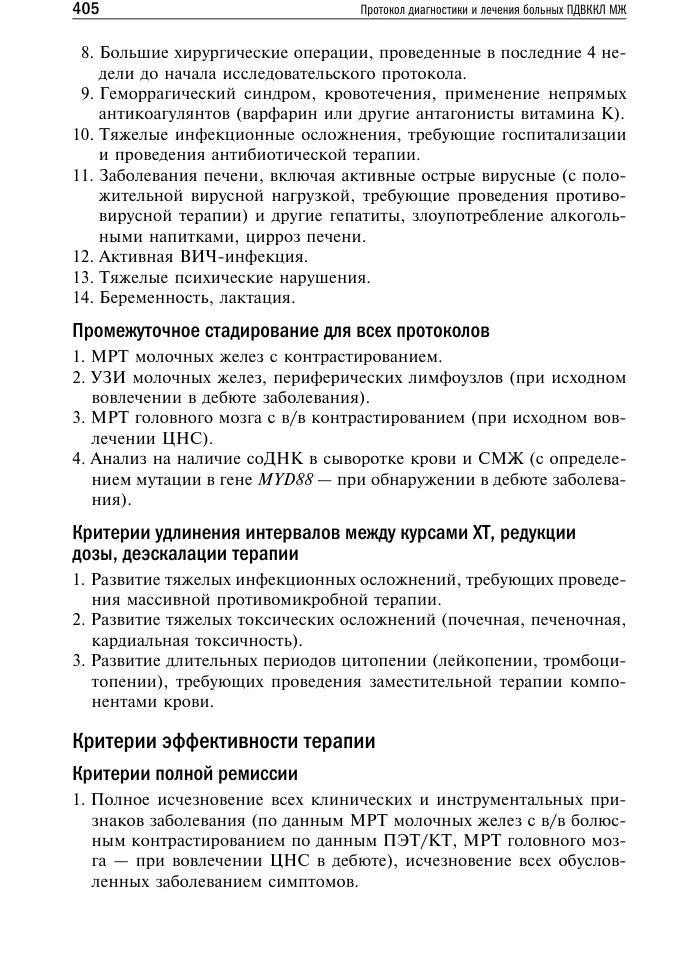 405
Протокол диагностики и лечения больных ПДВККЛ МЖ
8. Большие хирургические операции, проведенные в последние 4 не-
дели до начала исследовательского протокола.
9. Геморрагический синдром, кровотечения, применение непрямых
антикоагулянтов (варфарин или другие антагонисты витамина K).
10. Тяжелые инфекционные осложнения, требующие госпитализации
и проведения антибиотической терапии.
11. Заболевания печени, включая активные острые вирусные (с поло-
жительной вирусной нагрузкой, требующие проведения противо-
вирусной терапии) и другие гепатиты, злоупотребление алкоголь-
ными напитками, цирроз печени.
12. Активная ВИЧ-инфекция.
13. Тяжелые психические нарушения.
14. Беременность, лактация.
Промежуточное стадирование для всех протоколов
1. МРТ молочных желез с контрастированием.
2. УЗИ молочных желез, периферических лимфоузлов (при исходном
вовлечении в дебюте заболевания).
3. МРТ головного мозга с в/в контрастированием (при исходном вов-
лечении ЦНС).
4. Анализ на наличие соДНК в сыворотке крови и СМЖ (с определе-
нием мутации в гене MYD88 — при обнаружении в дебюте заболева-
ния).
Критерии удлинения интервалов между курсами ХТ, редукции
дозы, деэскалации терапии
1. Развитие тяжелых инфекционных осложнений, требующих проведе-
ния массивной противомикробной терапии.
2. Развитие тяжелых токсических осложнений (почечная, печеночная,
кардиальная токсичность).
3. Развитие длительных периодов цитопении (лейкопении, тромбоци-
топении), требующих проведения заместительной терапии компо-
нентами крови.
Критерии эффективности терапии
Критерии полной ремиссии
1. Полное исчезновение всех клинических и инструментальных при-
знаков заболевания (по данным МРТ молочных желез с в/в болюс-
ным контрастированием по данным ПЭТ/КТ, МРТ головного моз-
га — при вовлечении ЦНС в дебюте), исчезновение всех обуслов-
ленных заболеванием симптомов.